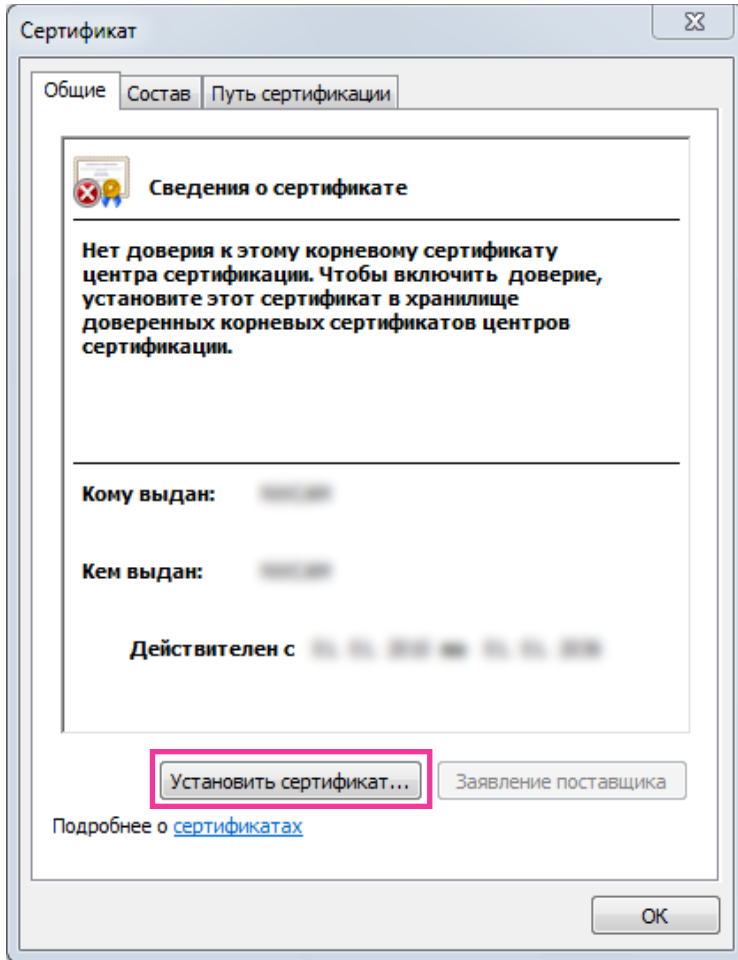 Сертификат
Общие Состав Путь сертификации
Сведения о сертификате
Нет доверия к этому корневому сертификату
центра сертификации. Чтобы включить доверие,
установите этот сертификат в хранилище
доверенных корневых сертификатов центров
сертификации.
Кому выдан:
Кем выдан:
Действителен с
Установить сертификат... Заявление поставщика
Подробнее о сертификатах
ОК